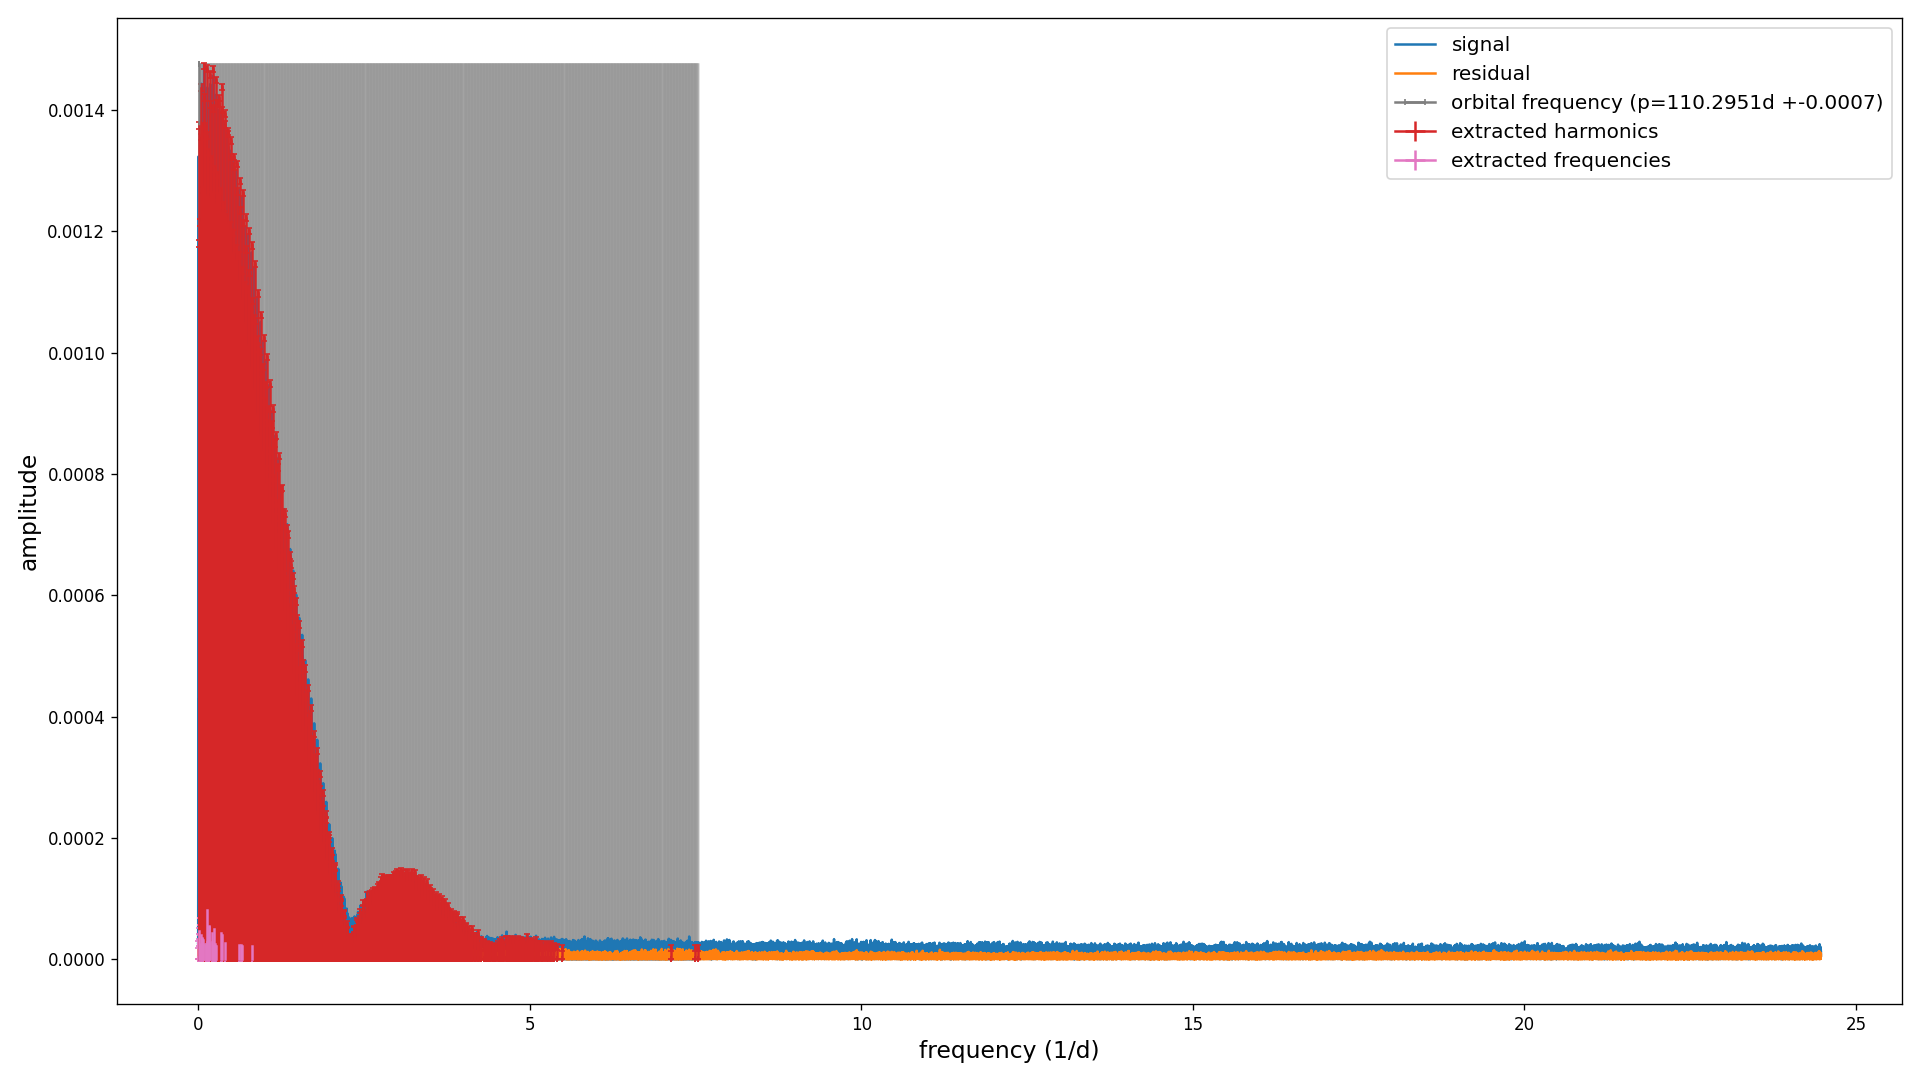 signal
residual
orbital frequency (p=110.2951d +-0.0007)
extracted harmonics
extracted frequencies
0.0014
0.0012
0.0010
0.0008
0.0006
0.0004
0.0002
0.0000
amplitude
0 5 10 15 20 25
frequency (1/d)